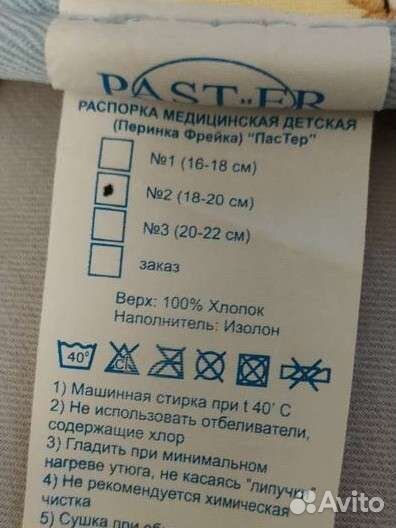 PAST-ER
РАСПОРКА МЕДИЦИНСКАЯ ДЕТСКАЯ
(Перинка Фрейка) "ПасТер"
№1 (16-18 см)
№2 (18-20 см)
№3 (20-22 см)
заказ
Верх: 100% Хлопок
Наполнитель: Изолон
40° CL
1) Машинная стирка при t 40' C
2) Не использовать отбеливатели,
содержащие хлор
3) Гладить при минимальном
нагреве утюга, не касаясь "липучки"
4) Не рекомендуется химическая
чистка
5) Сушка при
Avito